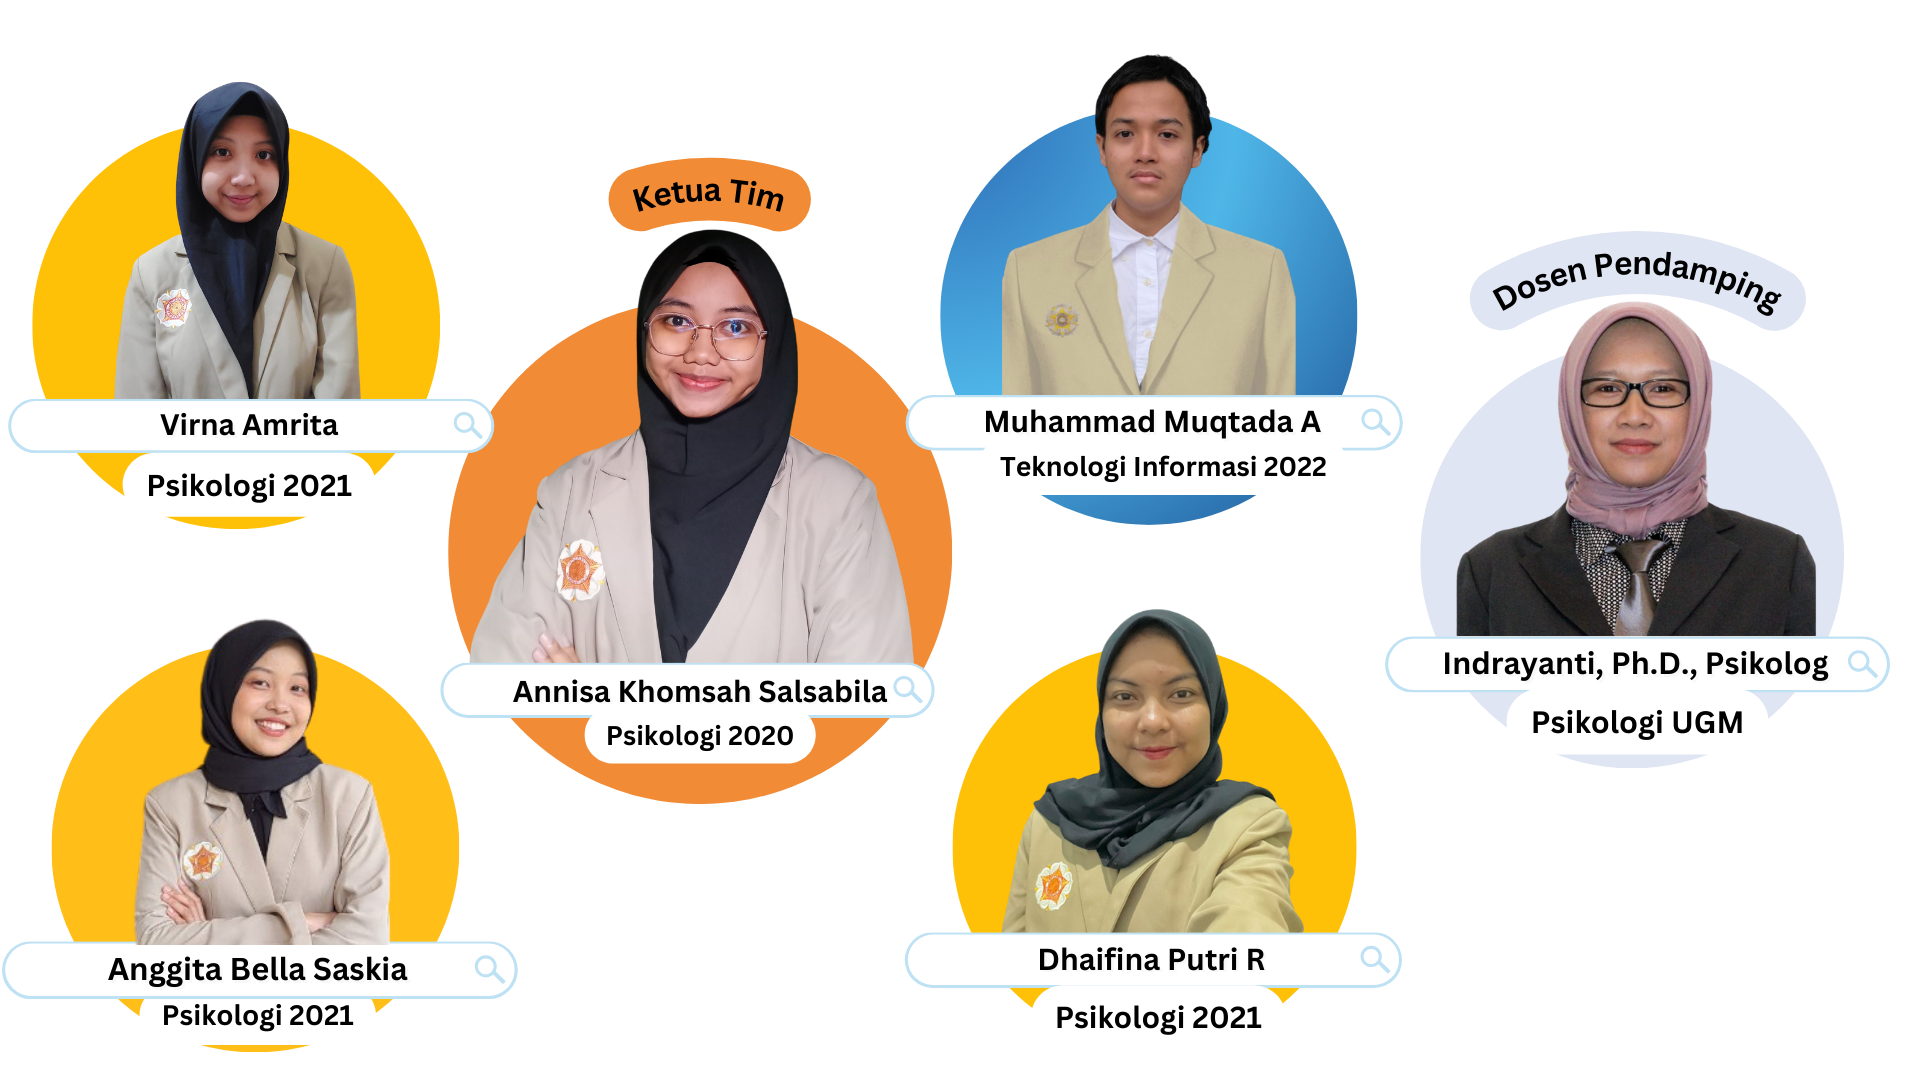 Virna Amrita
Psikologi 2021
Ketua Tim
Annisa Khomsah Salsabila
Psikologi 2020
Muhammad Muqtada A
Teknologi Informasi 2022
Dosen Pendamping
Indrayanti, Ph.D., Psikolog
Psikologi UGM
Anggita Bella Saskia
Psikologi 2021
Dhaifina Putri R
Psikologi 2021